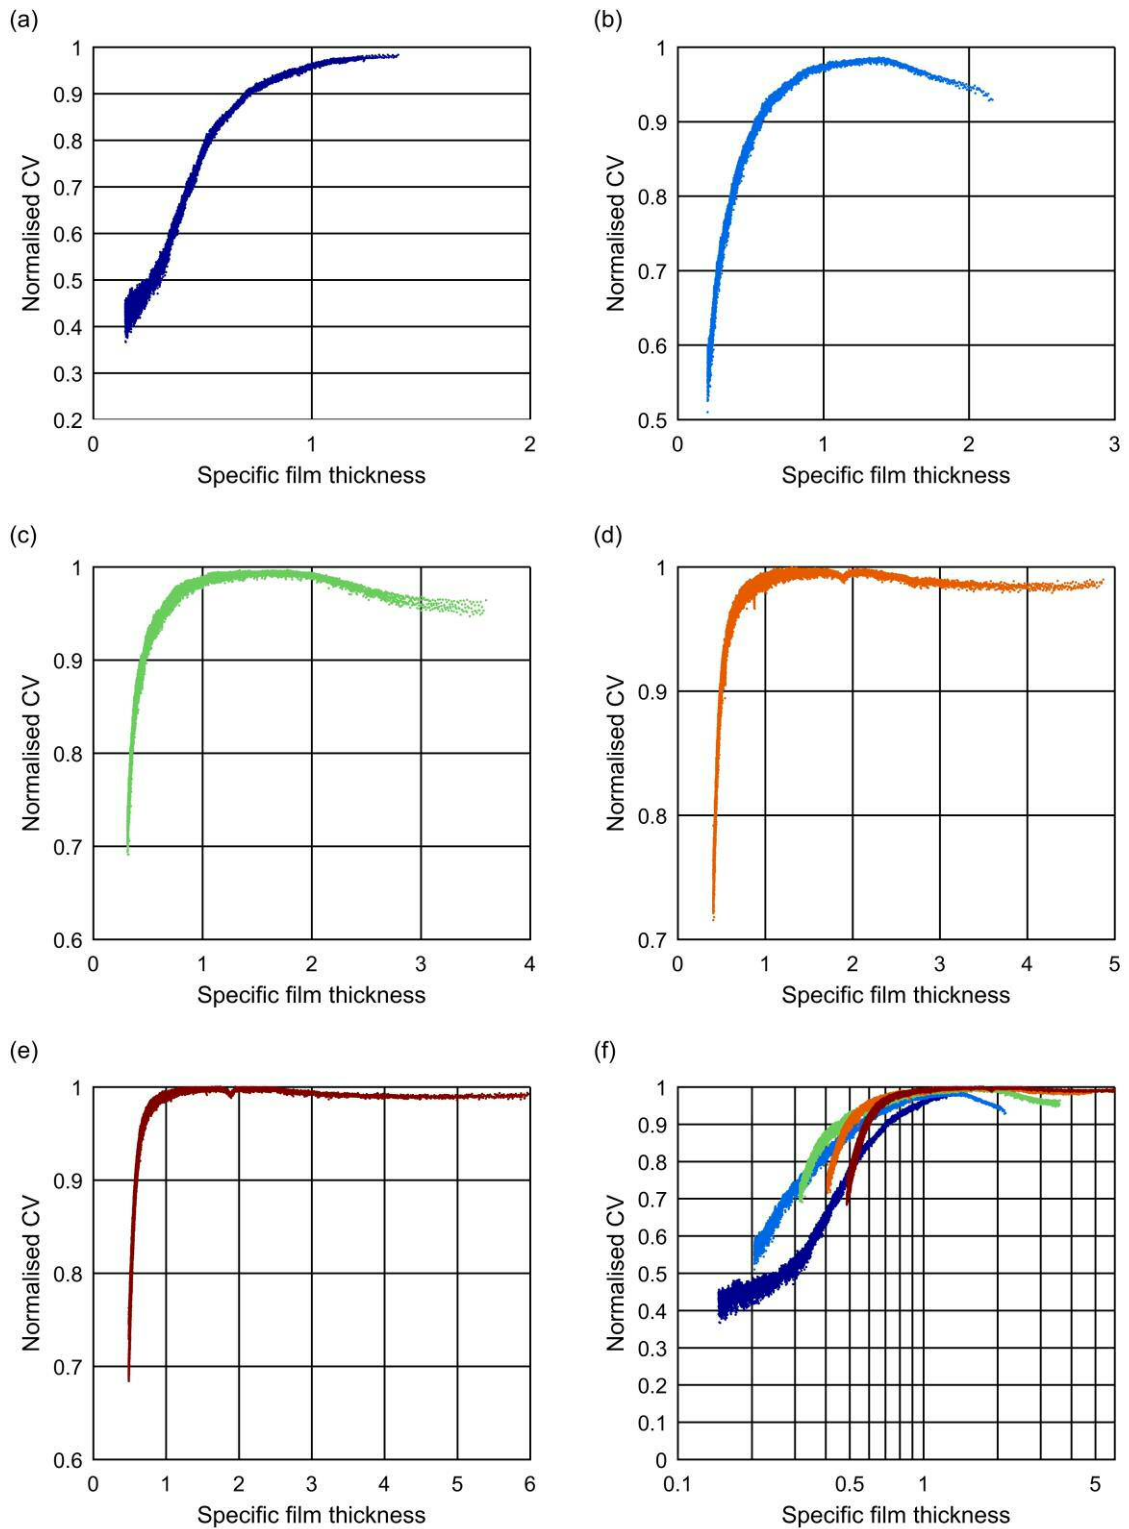 (a)
1
0.9
0.8
0.7
0.6
0.5
0.4
0.3
0.2
0 1 2
Normalised CV
Specific film thickness
(b)
1
0.9
0.8
0.7
0.6
0.5
0 1 2 3
Normalised CV
Specific film thickness
(c)
1
0.9
0.8
0.7
0.6
0 1 2 3 4
Normalised CV
Specific film thickness
(d)
1
0.9
0.8
0.7
0 1 2 3 4 5
Normalised CV
Specific film thickness
(e)
1
0.9
0.8
0.7
0.6
0 1 2 3 4 5 6
Normalised CV
Specific film thickness
(f)
1
0.9
0.8
0.7
0.6
0.5
0.4
0.3
0.2
0.1
0
0.1 0.5 1 5
Normalised CV
Specific film thickness